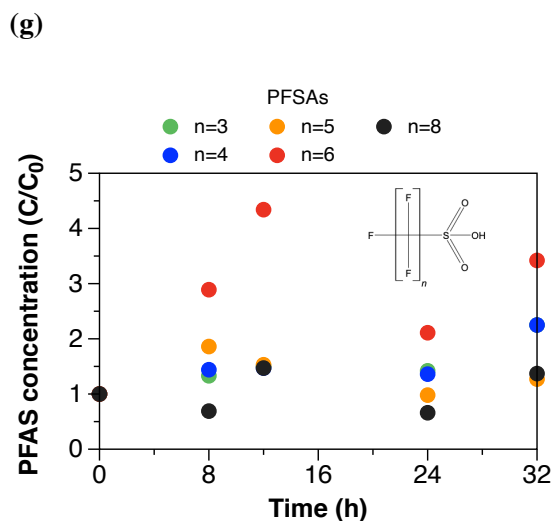 (g)
PFSAs
n=3 n=5 n=8
n=4 n=6
PFAS concentration (C/C₀)
5
4
3
2
1
0
F
F
F
n
S
O
O
OH
0 8 16 24 32
Time (h)